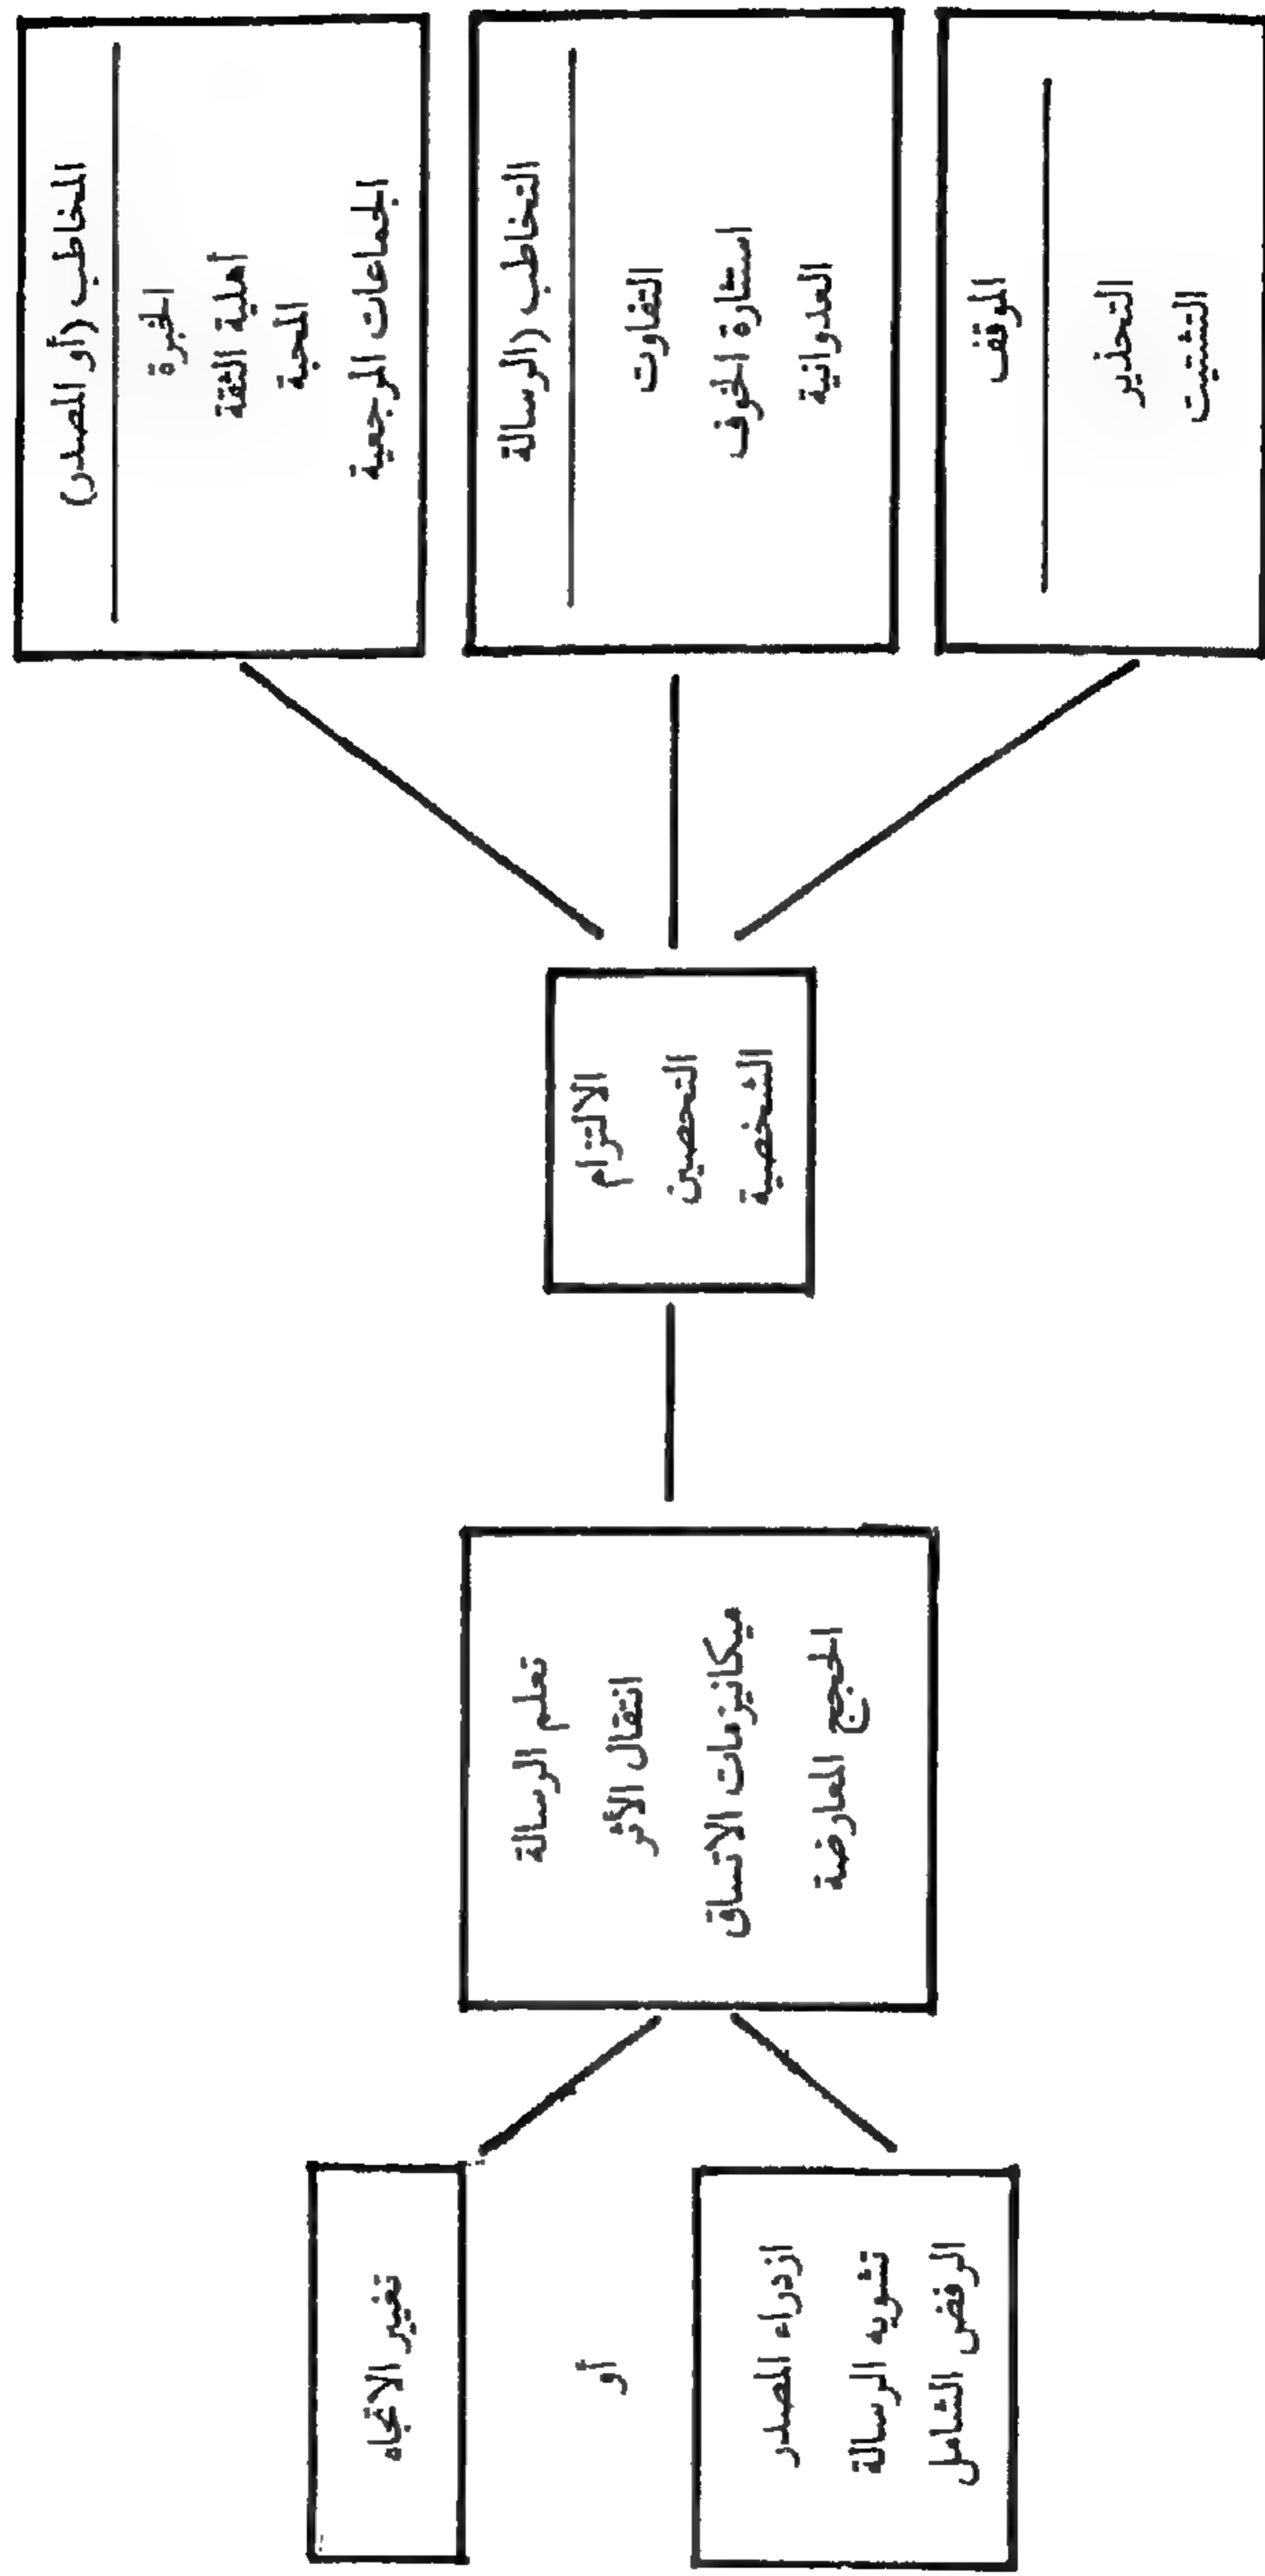 المخاطب (أو المصدر)
الخبرة
أهلية الثقة
المحبة
الجماعات المرجعية
التخاطب (الرسالة
التفاوت
استثارة الخوف
العدوانية
الموقف
التحذير
التشتيت
الالتزام
التحصين
الشخصية
تعلم الرسالة
انتقال الأثر
ميكانيزمات الاتساق
الحجج المعارضة
تغيير الاتجاه
أو
ازدراء المصدر
تشويه الرسالة
الرفض الشامل